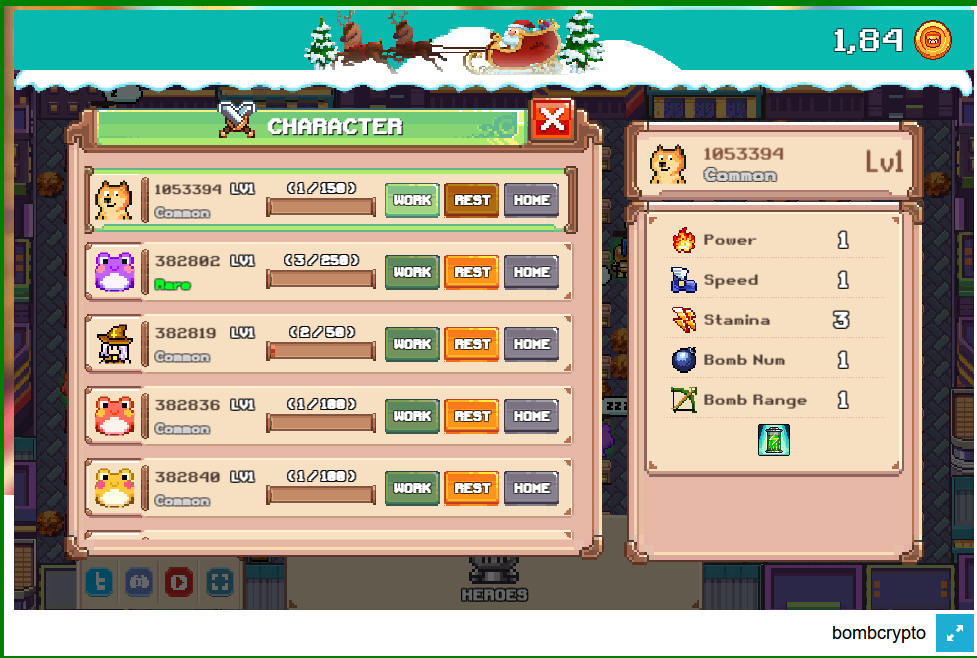 1,84
CHARACTER
1053394 LV1 (1/150)
Common
WORK REST HOME
382802 LV1 (3/250)
Rare
WORK REST HOME
382819 LV1 (2/50)
Common
WORK REST HOME
382836 LV1 (1/100)
Common
WORK REST HOME
382840 LV1 (1/100)
Common
WORK REST HOME
1053394
Common
Lv1
Power 1
Speed 1
Stamina 3
Bomb Num 1
Bomb Range 1
zzz
HEROES
bombcrypto